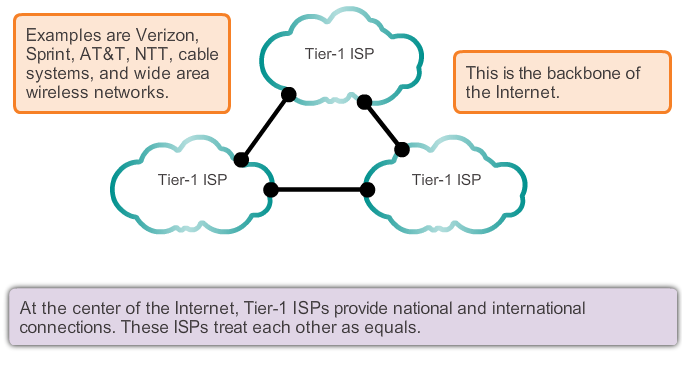 Examples are Verizon,
Sprint, AT&T, NTT, cable
systems, and wide area
wireless networks.
Tier-1 ISP
This is the backbone of
the Internet.
Tier-1 ISP
Tier-1 ISP
At the center of the Internet, Tier-1 ISPs provide national and international
connections. These ISPs treat each other as equals.